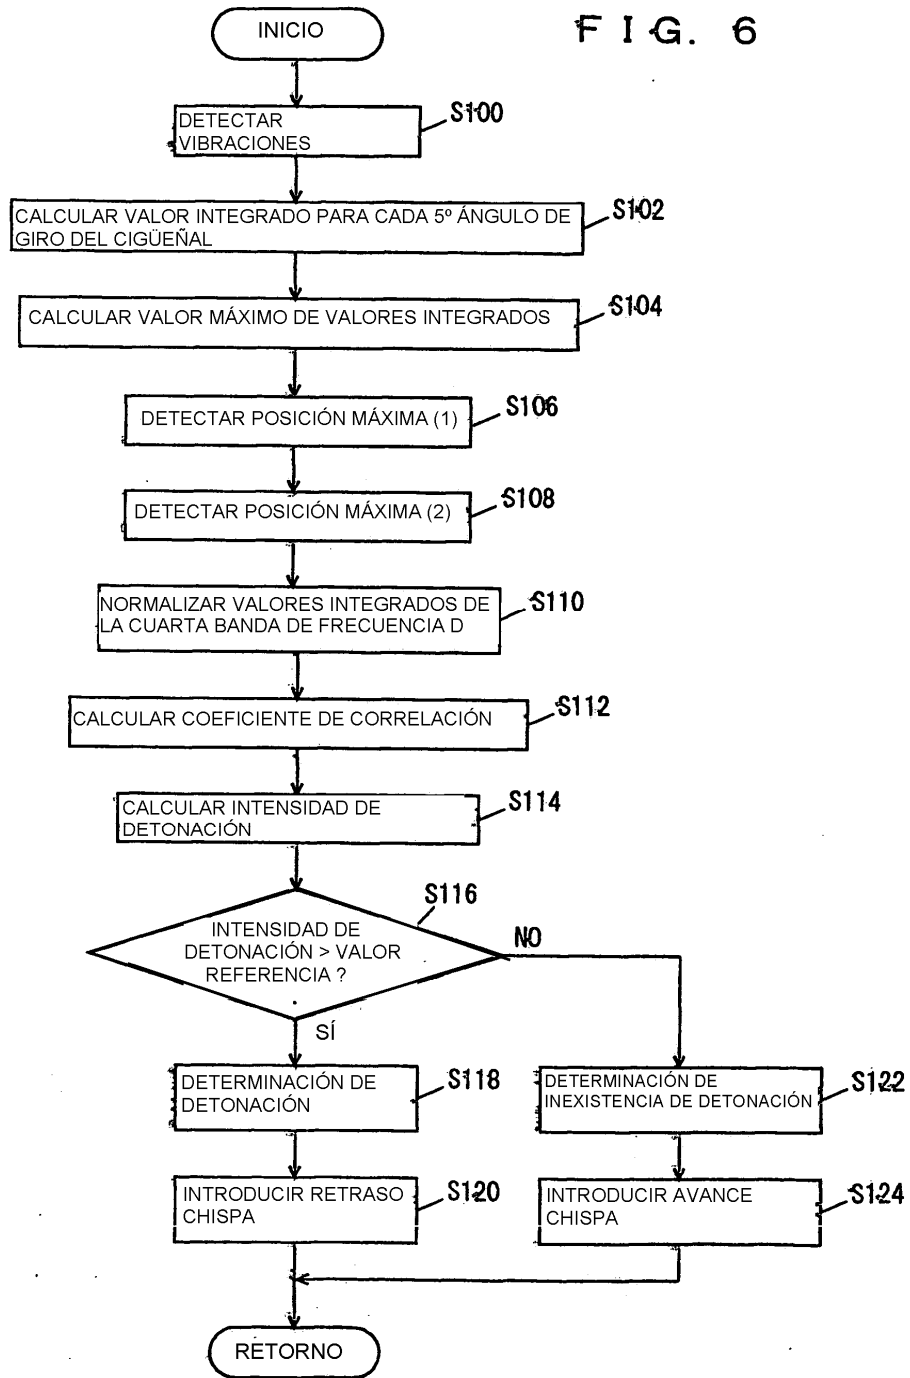 FIG. 6
INICIO
S100
DETECTAR
VIBRACIONES
S102
CALCULAR VALOR INTEGRADO PARA CADA 5º ÁNGULO DE
GIRO DEL CIGÜEÑAL
S104
CALCULAR VALOR MÁXIMO DE VALORES INTEGRADOS
S106
DETECTAR POSICIÓN MÁXIMA (1)
S108
DETECTAR POSICIÓN MÁXIMA (2)
S110
NORMALIZAR VALORES INTEGRADOS DE
LA CUARTA BANDA DE FRECUENCIA D
S112
CALCULAR COEFICIENTE DE CORRELACIÓN
S114
CALCULAR INTENSIDAD DE
DETONACIÓN
S116
INTENSIDAD DE
DETONACIÓN > VALOR
REFERENCIA ?
NO
SÍ
S118
DETERMINACIÓN DE
DETONACIÓN
S122
DETERMINACIÓN DE
INEXISTENCIA DE DETONACIÓN
S120
INTRODUCIR RETRASO
CHISPA
S124
INTRODUCIR AVANCE
CHISPA
RETORNO